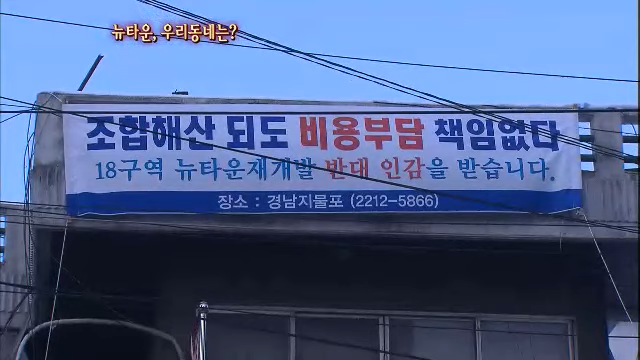 뉴타운, 우리동네는?
조합해산 되도 비용부담 책임없다
18구역 뉴타운재개발 반대 인감을 받습니다.
장소 : 경남지물포 (2212-5866)